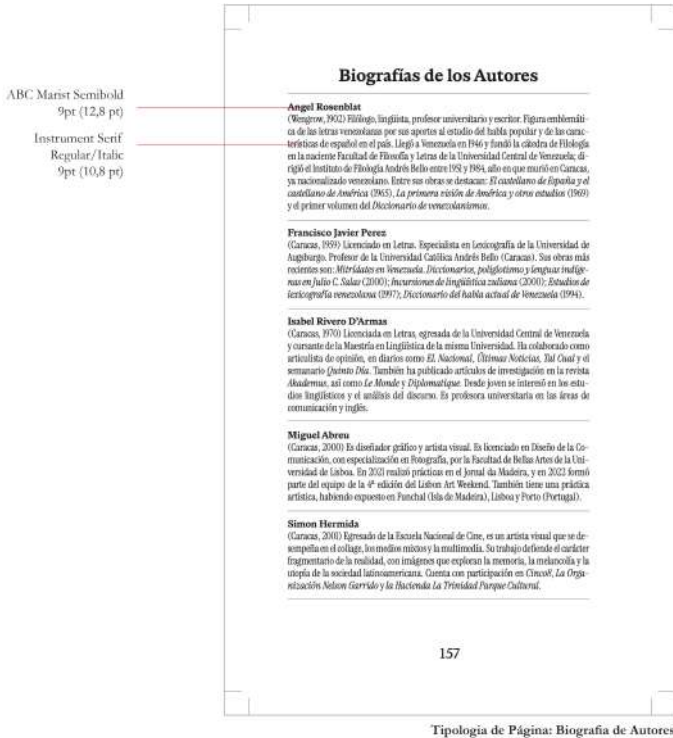 ABC Marist Semibold
9pt (12,8 pt)
Instrument Serif
Regular/Italic
9pt (10,8 pt)
Biografías de los Autores
Angel Rosenblat
(Wengrow, 1902) Filólogo, lingüista, profesor universitario y escritor. Figura emblemáti-
ca de las letras venezolanas por sus aportes al estudio del habla popular y de las carac-
terísticas de español en el país. Llegó a Venezuela en 1946 y fundó la cátedra de Filología
en la naciente Facultad de Filosofía y Letras de la Universidad Central de Venezuela; di-
rigió el Instituto de Filología Andrés Bello entre 1951 y 1984, año en que murió en Caracas,
ya nacionalizado venezolano. Entre sus obras se destacan: El castellano de España y el
castellano de América (1965), La primera visión de América y otros estudios (1969)
y el primer volumen del Diccionario de venezolanismos.
Francisco Javier Perez
(Caracas, 1959) Licenciado en Letras. Especialista en Lexicografía de la Universidad de
Augsburgo. Profesor de la Universidad Católica Andrés Bello (Caracas). Sus obras más
recientes son: Mitrídates en Venezuela. Diccionarios, poliglotismo y lenguas indíge-
nas en Julio C. Salas (2000); Incursiones de lingüística zuliana (2000); Estudios de
lexicografía venezolana (1997); Diccionario del habla actual de Venezuela (1994).
Isabel Rivero D'Armas
(Caracas, 1970) Licenciada en Letras, egresada de la Universidad Central de Venezuela
y cursante de la Maestría en Lingüística de la misma Universidad. Ha colaborado como
articulista de opinión, en diarios como El Nacional, Últimas Noticias, Tal Cual y el
semanario Quinto Día. También ha publicado artículos de investigación en la revista
Akademus, así como Le Monde y Diplomatique. Desde joven se interesó en los estu-
dios lingüísticos y el análisis del discurso. Es profesora universitaria en las áreas de
comunicación y inglés.
Miguel Abreu
(Caracas, 2000) Es diseñador gráfico y artista visual. Es licenciado en Diseño de la Co-
municación, con especialización en Fotografía, por la Facultad de Bellas Artes de la Uni-
versidad de Lisboa. En 2021 realizó prácticas en el Jornal da Madeira, y en 2022 formó
parte del equipo de la 4ª edición del Lisbon Art Weekend. También tiene una práctica
artística, habiendo expuesto en Funchal (Isla de Madeira), Lisboa y Porto (Portugal).
Simon Hermida
(Caracas, 2001) Egresado de la Escuela Nacional de Cine, es un artista visual que se de-
sempeña en el collage, los medios mixtos y la multimedia. Su trabajo defiende el carácter
fragmentario de la realidad, con imágenes que exploran la memoria, la melancolía y la
utopía de la sociedad latinoamericana. Cuenta con participación en Cinco8, La Orga-
nización Nelson Garrido y la Hacienda La Trinidad Parque Cultural.
157
Tipologia de Página: Biografia de Autores